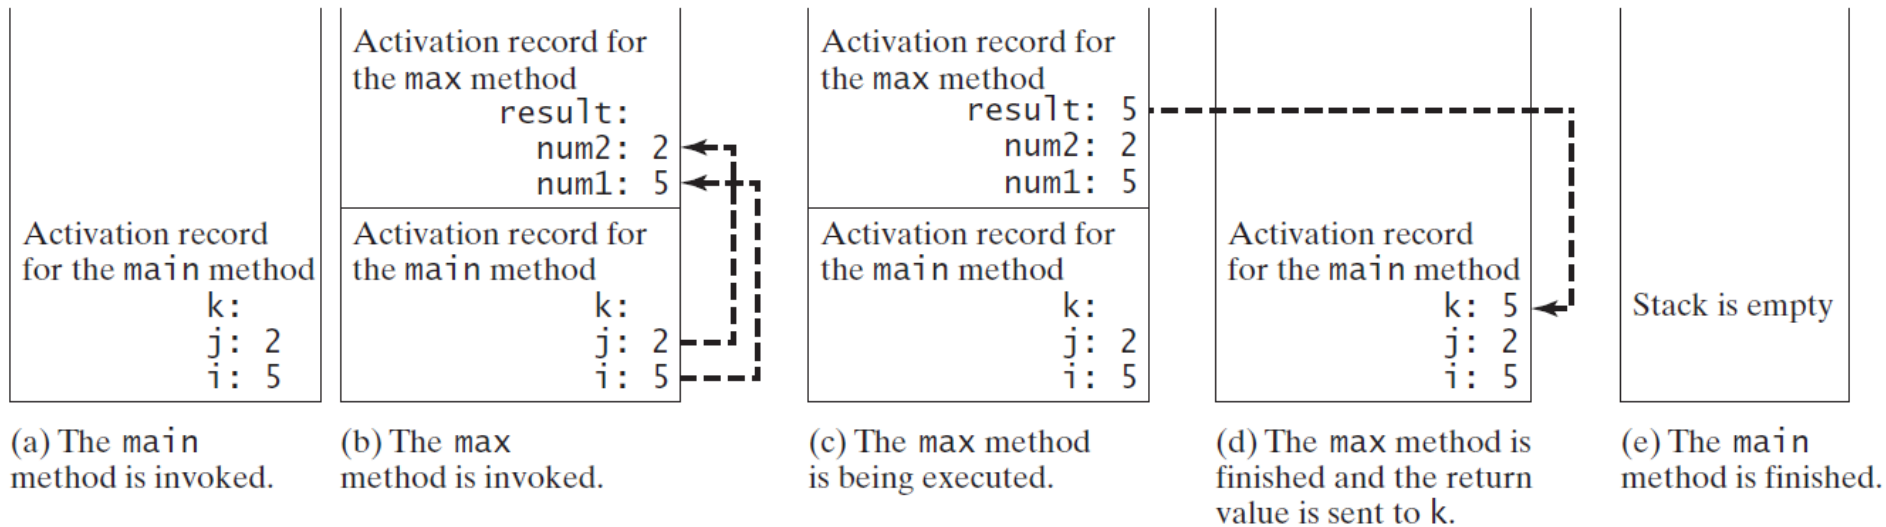 Activation record
for the main method
k:
j: 2
i: 5
(a) The main
method is invoked.
Activation record for
the max method
result:
num2: 2
num1: 5
Activation record for
the main method
k:
j: 2
i: 5
(b) The max
method is invoked.
Activation record for
the max method
result: 5
num2: 2
num1: 5
Activation record for
the main method
k:
j: 2
i: 5
(c) The max method
is being executed.
Activation record
for the main method
k: 5
j: 2
i: 5
(d) The max method is
finished and the return
value is sent to k.
Stack is empty
(e) The main
method is finished.